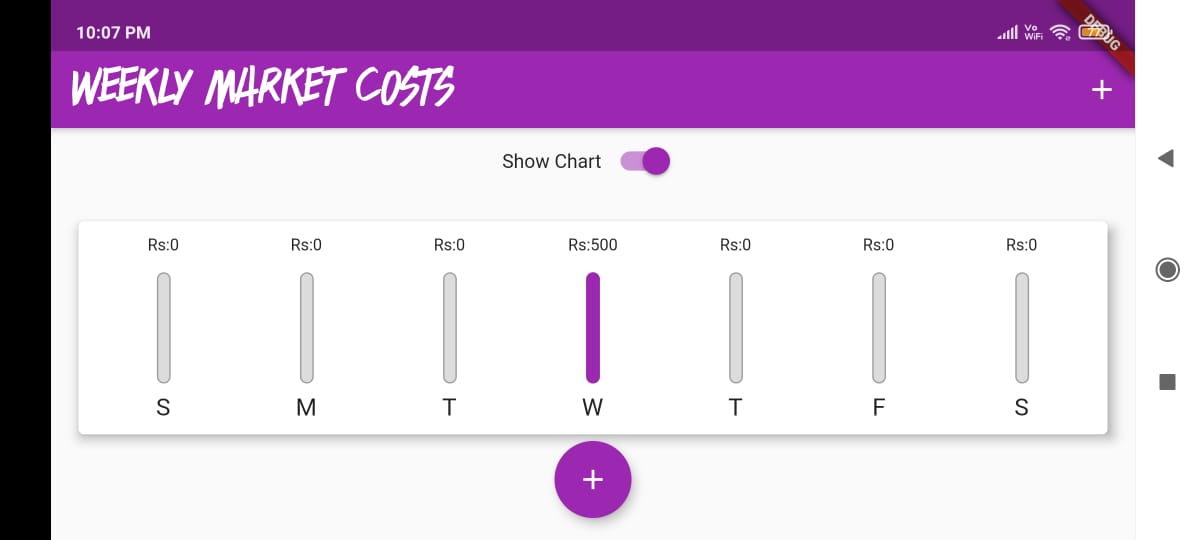 10:07 PM
Vo
WiFi
77
DEBUG
WEEKLY MARKET COSTS
+
Show Chart
Rs:0 Rs:0 Rs:0 Rs:500 Rs:0 Rs:0 Rs:0
S M T W T F S
+